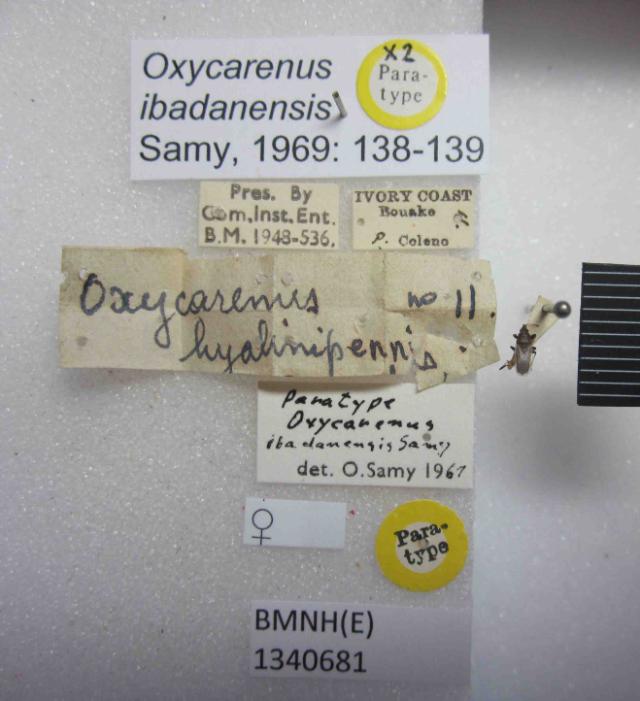 Oxycarenus
ibadanensis
Samy, 1969: 138-139
x2
Para-
type
Pres. By
Com. Inst. Ent.
B.M. 1948-536.
IVORY COAST
Bouake
P. Coleno
Oxycarenus no 11.
hyalinipennis,
Paratype
Oxycarenus
ibadanensis Samy
det. O. Samy 1967
♀
Para-
type
BMNH(E)
1340681